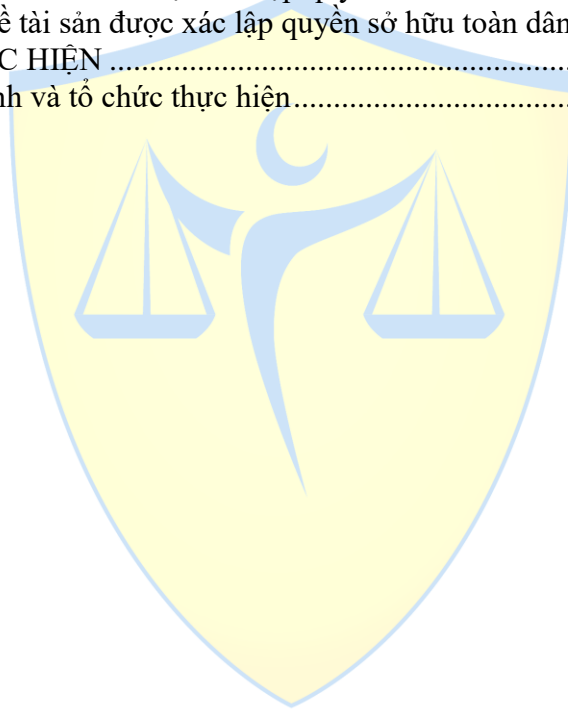 ề tài sản được xác lập quyền sở hữu toàn dân
C HIỆN ........................................................
nh và tổ chức thực hiện..................................